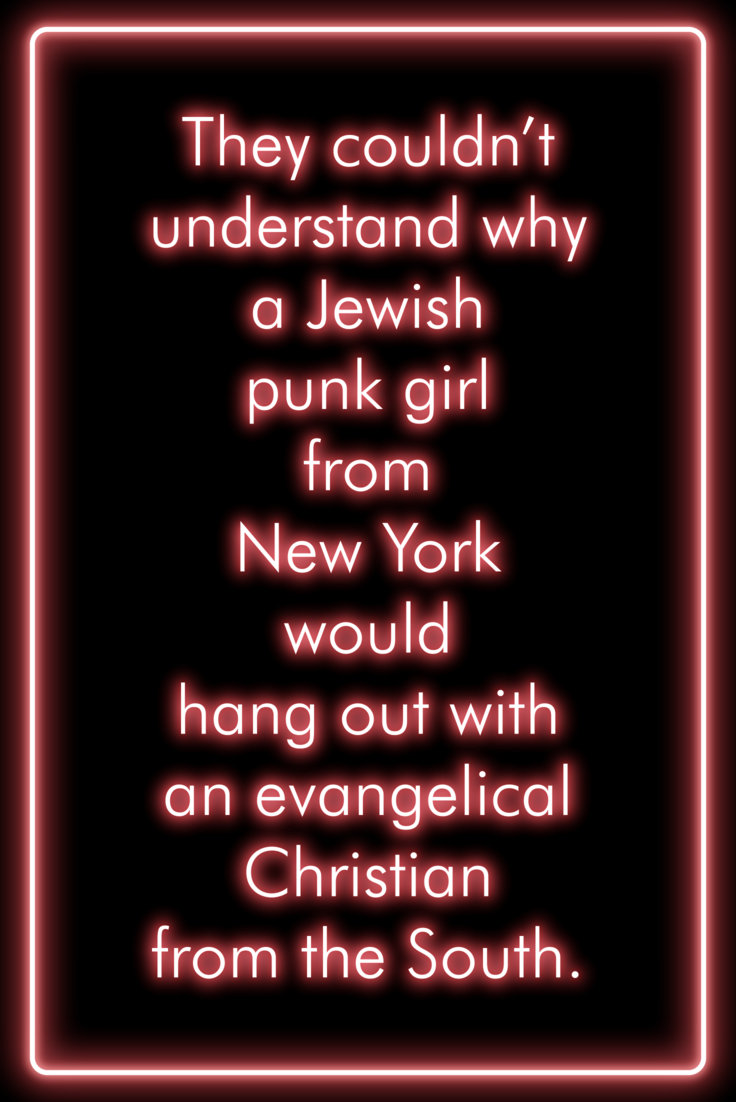 They couldn’t
understand why
a Jewish
punk girl
from
New York
would
hang out with
an evangelical
Christian
from the South.